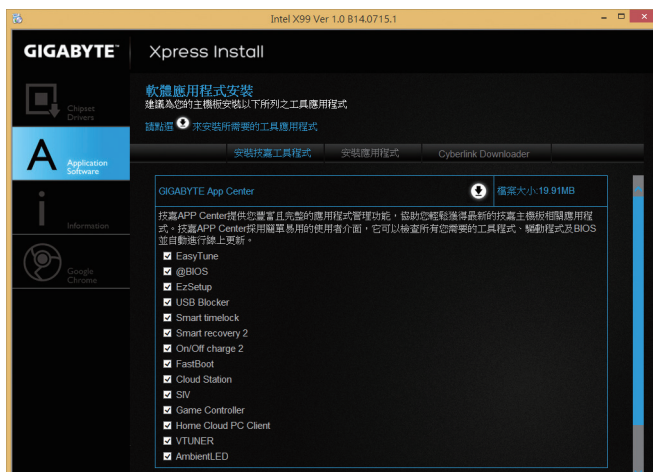 Intel X99 Ver 1.0 B14.0715.1
GIGABYTE™
Xpress Install
Chipset
Drivers
Application
Software
Information
Google
Chrome
軟體應用程式安裝
建議為您的主機板安裝以下所列之工具應用程式
請點選 來安裝所需要的工具應用程式
安裝技嘉工具程式 安裝應用程式 Cyberlink Downloader
GIGABYTE App Center 檔案大小:19.91MB
技嘉APP Center提供您豐富且完整的應用程式管理功能，協助您輕鬆獲得最新的技嘉主機板相關應用程
式。技嘉APP Center採用簡單易用的使用者介面，它可以檢查所有您需要的工具程式、驅動程式及BIOS
並自動進行線上更新。
EasyTune
@BIOS
EzSetup
USB Blocker
Smart timelock
Smart recovery 2
On/Off charge 2
FastBoot
Cloud Station
SIV
Game Controller
Home Cloud PC Client
VTUNER
AmbientLED